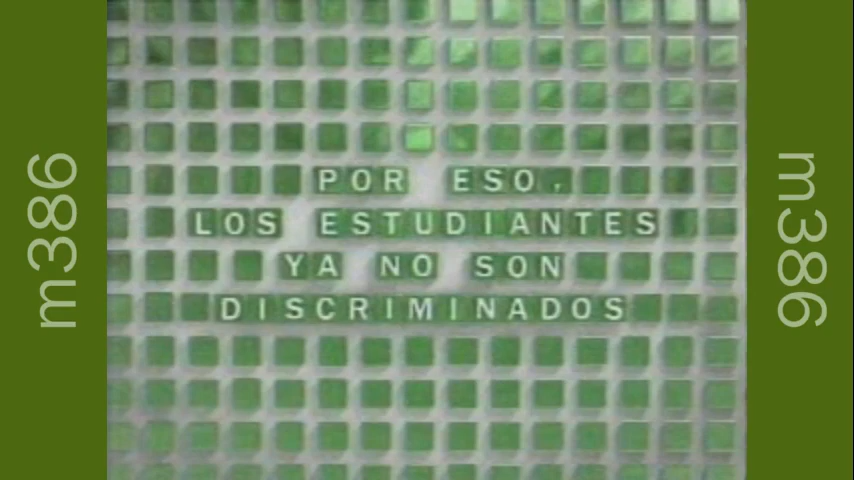 m386
POR ESO,
LOS ESTUDIANTES
YA NO SON
DISCRIMINADOS
m386